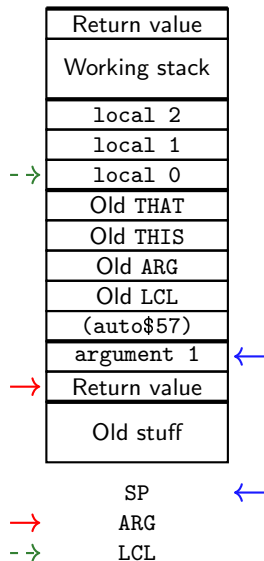 Return value
Working stack
local 2
local 1
local 0
Old THAT
Old THIS
Old ARG
Old LCL
(auto$57)
argument 1
Return value
Old stuff
SP
ARG
LCL